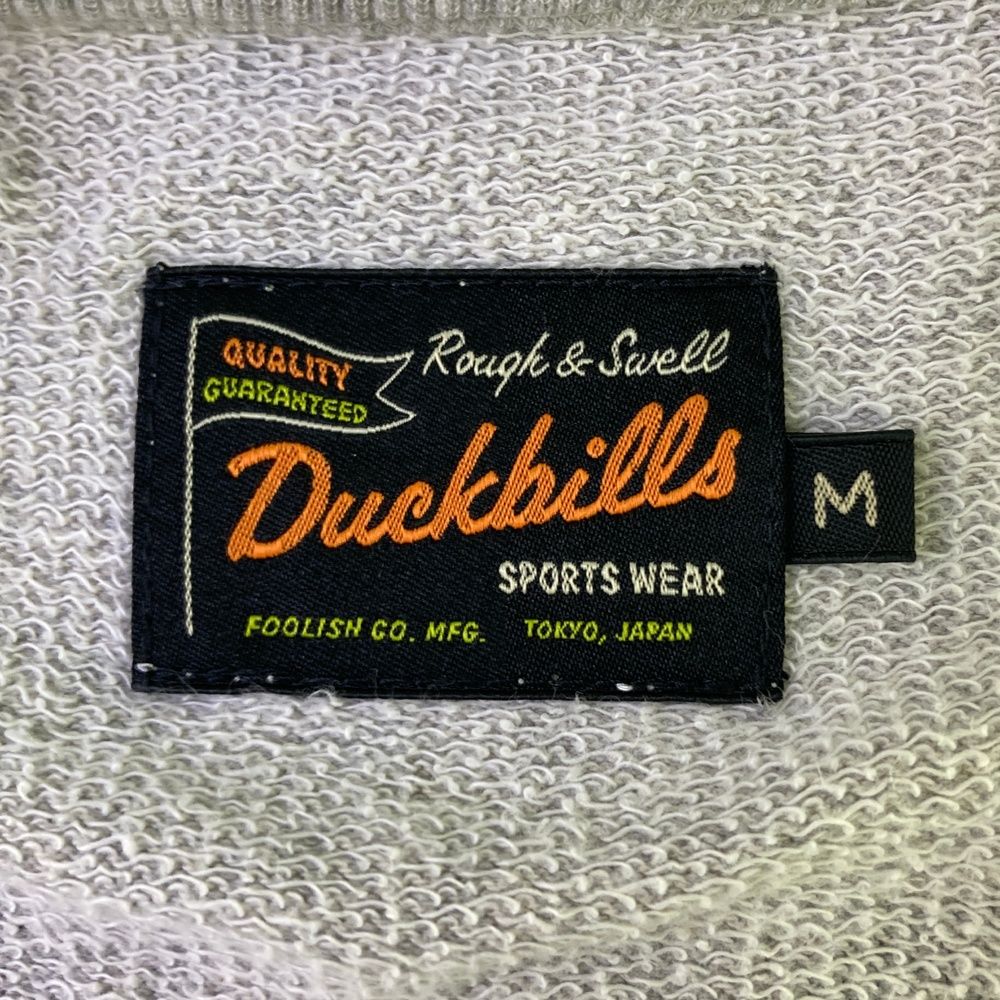 QUALITY
GUARANTEED
Rough & Swell
Duckbills
SPORTS WEAR
FOOLISH CO. MFG. TOKYO, JAPAN
M